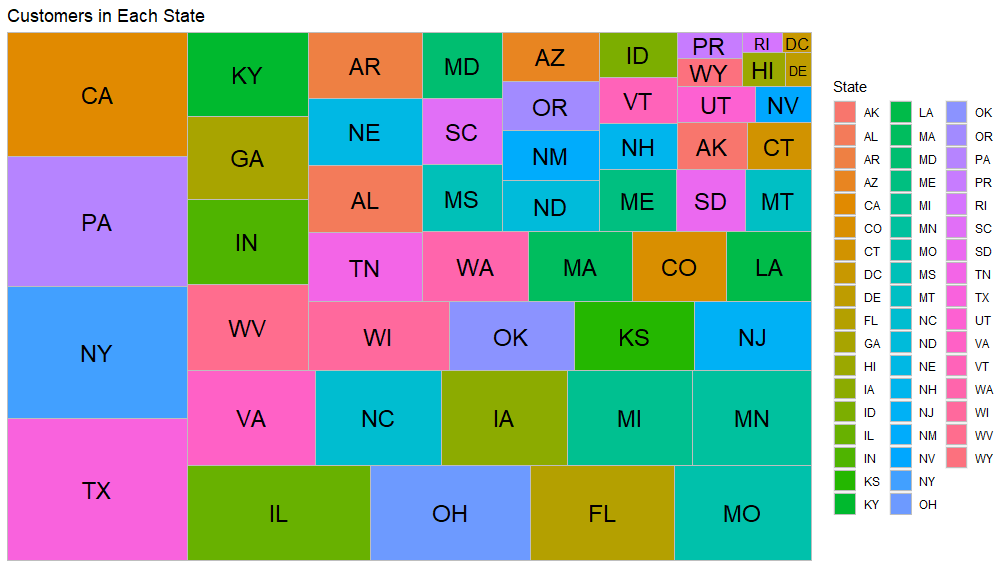 Customers in Each State
CA
PA
NY
TX
KY
GA
IN
WV
VA
IL
AR
NE
AL
TN
WI
NC
OH
MD
SC
MS
WA
OK
IA
FL
AZ
OR
NM
ND
MA
KS
MI
MO
ID
VT
NH
ME
CO
NJ
MN
PR
WY
UT
AK
SD
LA
RI
DC
HI
DE
NV
CT
MT
State
AK
AL
AR
AZ
CA
CO
CT
DC
DE
FL
GA
HI
IA
ID
IL
IN
KS
KY
LA
MA
MD
ME
MI
MN
MO
MS
MT
NC
ND
NE
NH
NJ
NM
NV
NY
OH
OK
OR
PA
PR
RI
SC
SD
TN
TX
UT
VA
VT
WA
WI
WV
WY